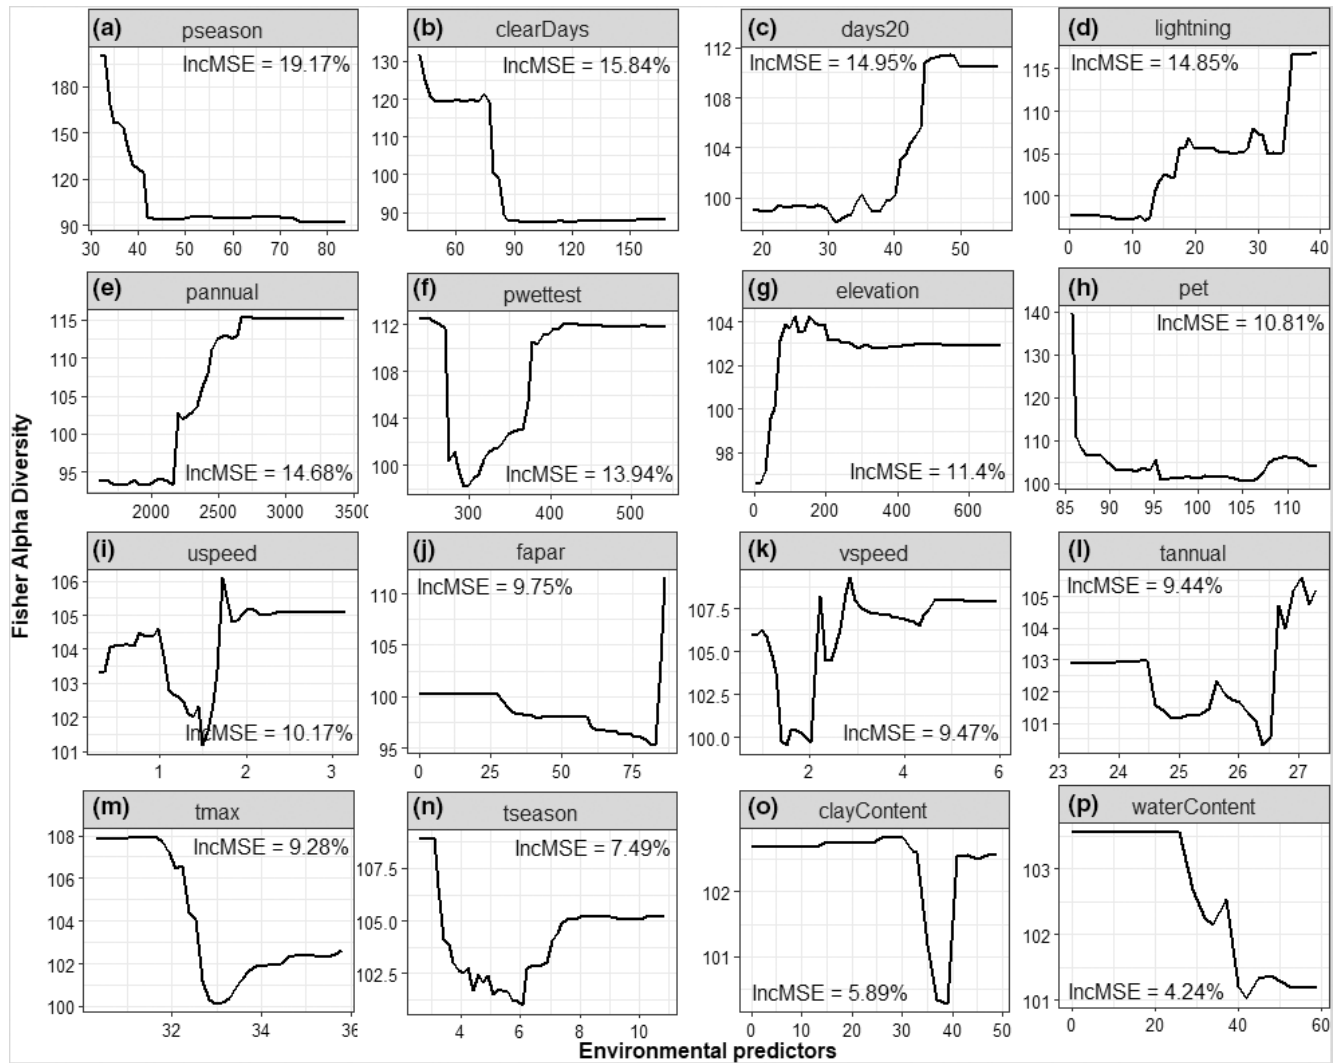 (a) pseason
(b) clearDays
(c) days20
(d) lightning
IncMSE = 19.17%
IncMSE = 15.84%
IncMSE = 14.95%
IncMSE = 14.85%
180
150
120
90
30 40 50 60 70 80
130
120
110
100
90
60 90 120 150
112
108
104
100
20 30 40 50
115
110
105
100
0 10 20 30 40
(e) pannual
(f) pwettest
(g) elevation
(h) pet
IncMSE = 14.68%
IncMSE = 13.94%
IncMSE = 11.4%
IncMSE = 10.81%
115
110
105
100
95
2000 2500 3000 350
112
108
104
100
300 400 500
104
102
100
98
0 200 400 600
140
130
120
110
100
85 90 95 100 105 110
(i) uspeed
(j) fapar
(k) vspeed
(l) tannual
IncMSE = 10.17%
IncMSE = 9.75%
IncMSE = 9.47%
IncMSE = 9.44%
106
105
104
103
102
101
1 2 3
110
105
100
95
0 25 50 75
107.5
105.0
102.5
100.0
2 4 6
105
104
103
102
101
23 24 25 26 27
(m) tmax
(n) tseason
(o) clayContent
(p) waterContent
IncMSE = 9.28%
IncMSE = 7.49%
IncMSE = 5.89%
IncMSE = 4.24%
108
106
104
102
100
32 34 36
107.5
105.0
102.5
4 6 8 10
102
101
0 10 20 30 40 50
103
102
101
0 20 40 60
Fisher Alpha Diversity
Environmental predictors